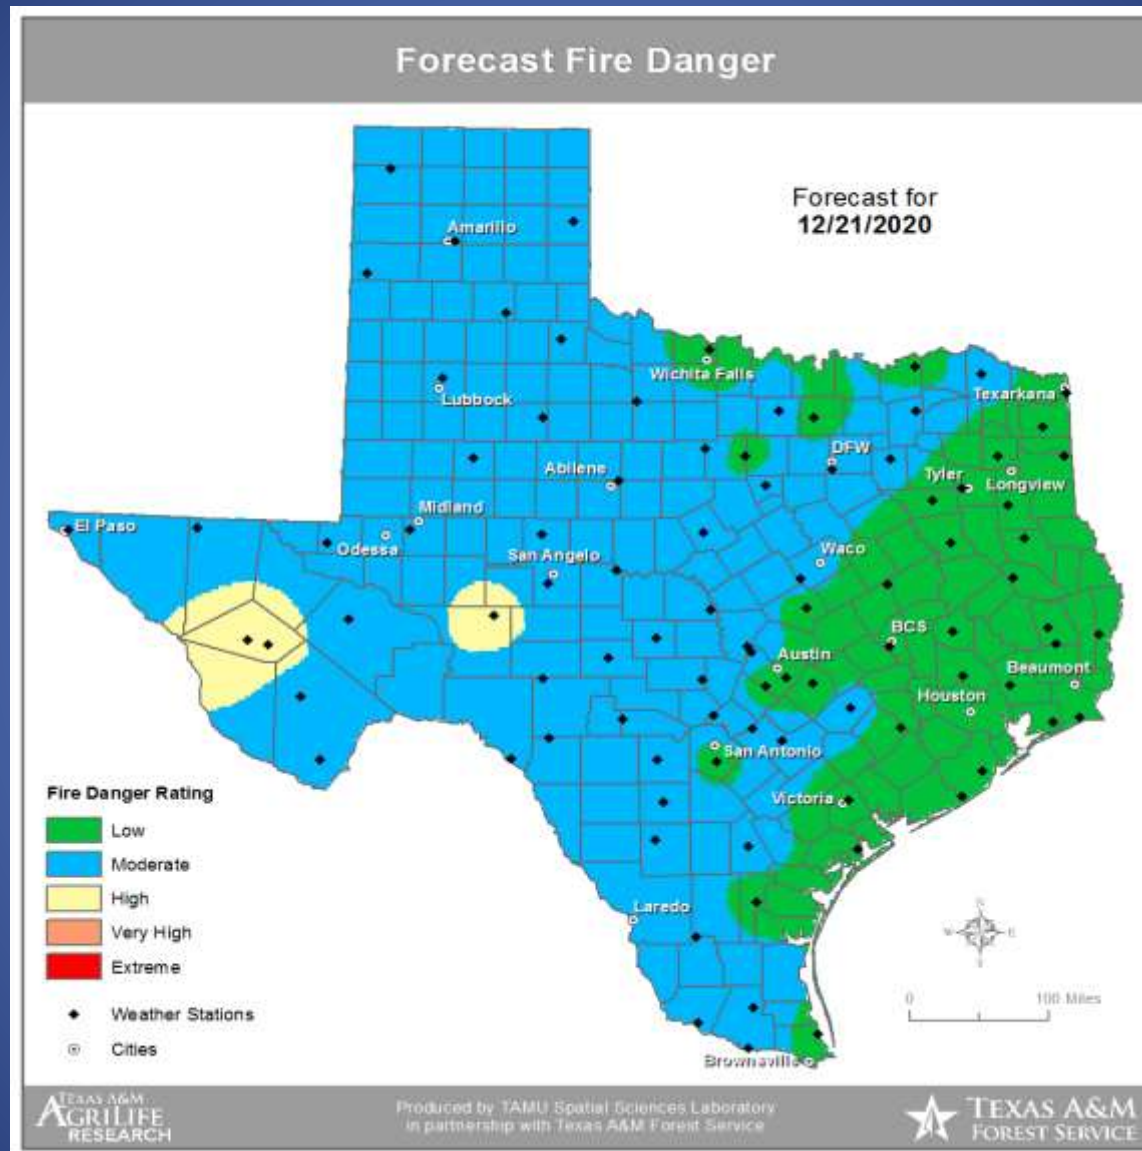 Forecast Fire Danger
Forecast for
12/21/2020
Amarillo
Wichita Falls
Lubbock
Texarkana
DFW
Abilene
Tyler
Longview
Midland
El Paso
Odessa
San Angelo
Waco
BCS
Austin
Beaumont
Houston
San Antonio
Victoria
Laredo
Brownsville
Fire Danger Rating
Low
Moderate
High
Very High
Extreme
Weather Stations
Cities
N
W E
S
0 100 Miles
TEXAS A&M
AGRILIFE
RESEARCH
Produced by TAMU Spatial Sciences Laboratory
in partnership with Texas A&M Forest Service
TEXAS A&M
FOREST SERVICE